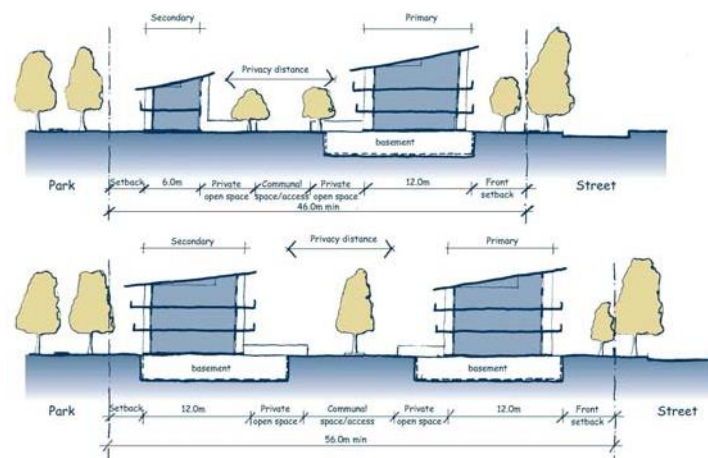 Secondary
Primary
Privacy distance
basement
Park
Setback
6.0m
Private
open space
Communal
space/access
Private
open space
12.0m
Front
setback
Street
46.0m min
Secondary
Privacy distance
Primary
basement
basement
Park
Setback
12.0m
Private
open space
Communal
space/access
Private
open space
12.0m
Front
setback
Street
56.0m min